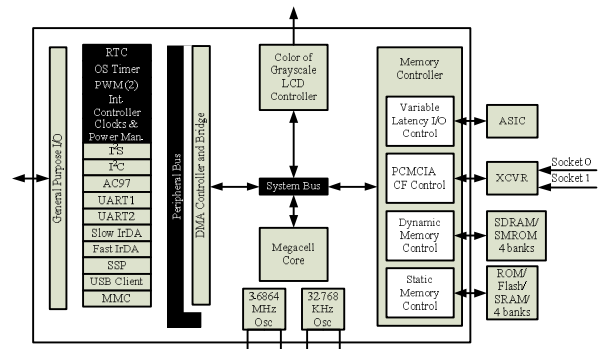 General Purpose I/O
RTC
OS Timer
PWM (2)
Int
Controller
Clocks &
Power Man.
I²S
I²C
AC97
UART1
UART2
Slow IrDA
Fast IrDA
SSP
USB Client
MMC
Peripheral Bus
DMA Controller and Bridge
Color of
Grayscale
LCD
Controller
System Bus
Megacell
Core
3.6864
MHz
Osc
32.768
KHz
Osc
Memory
Controller
Variable
Latency I/O
Control
PCMCIA
CF Control
Dynamic
Memory
Control
Static
Memory
Control
ASIC
XCVR
Socket 0
Socket 1
SDRAM/
SMROM
4 banks
ROM/
Flash/
SRAM/
4 banks